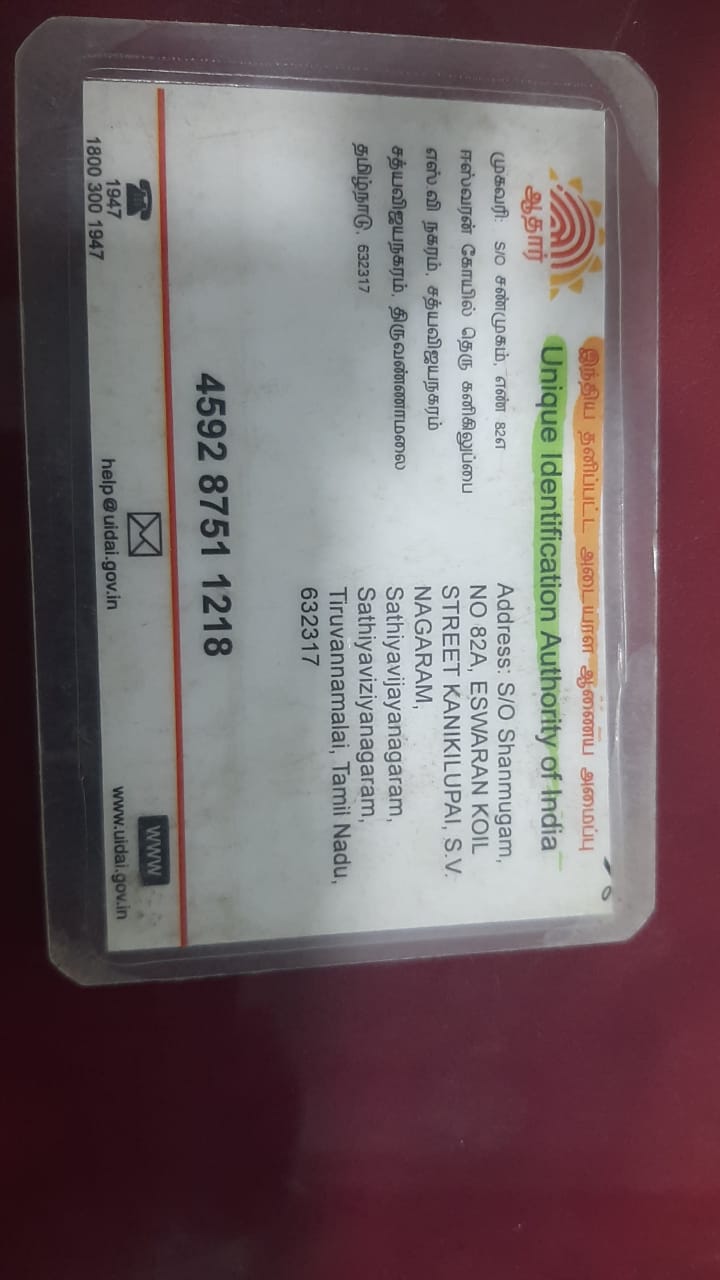 இந்திய தனிப்பட்ட அடையாள ஆணைய அமைப்பு
Unique Identification Authority of India
ஆதார்
முகவரி: S/O சண்முகம், எண் 82எ
ஈஸ்வரன் கோயில் தெரு கனிகிலுப்பை
எஸ்.வி நகரம், சத்யவிஜயநகரம்
சத்யவிஜயநகரம், திருவண்ணாமலை
தமிழ்நாடு, 632317
Address: S/O Shanmugam,
NO 82A, ESWARAN KOIL
STREET KANIKILUPAI, S.V.
NAGARAM,
Sathiyavijayanagaram,
Sathiyaviziyanagaram,
Tiruvannamalai, Tamil Nadu,
632317
4592 8751 1218
1947
1800 300 1947
help@uidai.gov.in
WWW
www.uidai.gov.in